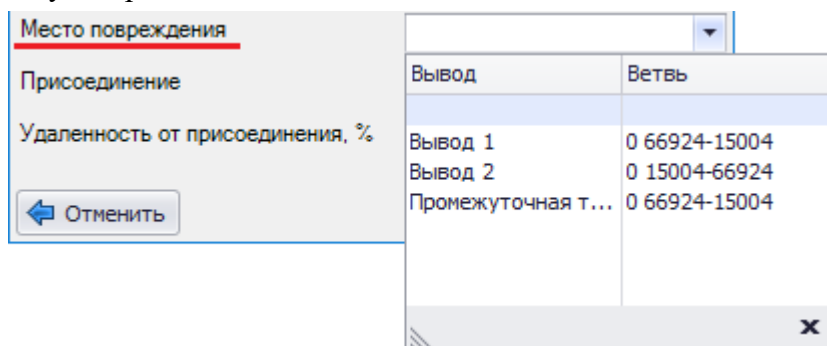 Место повреждения
Присоединение
Удаленность от присоединения, %
Отменить
Вывод Ветвь
Вывод 1 0 66924-15004
Вывод 2 0 15004-66924
Промежуточная т... 0 66924-15004